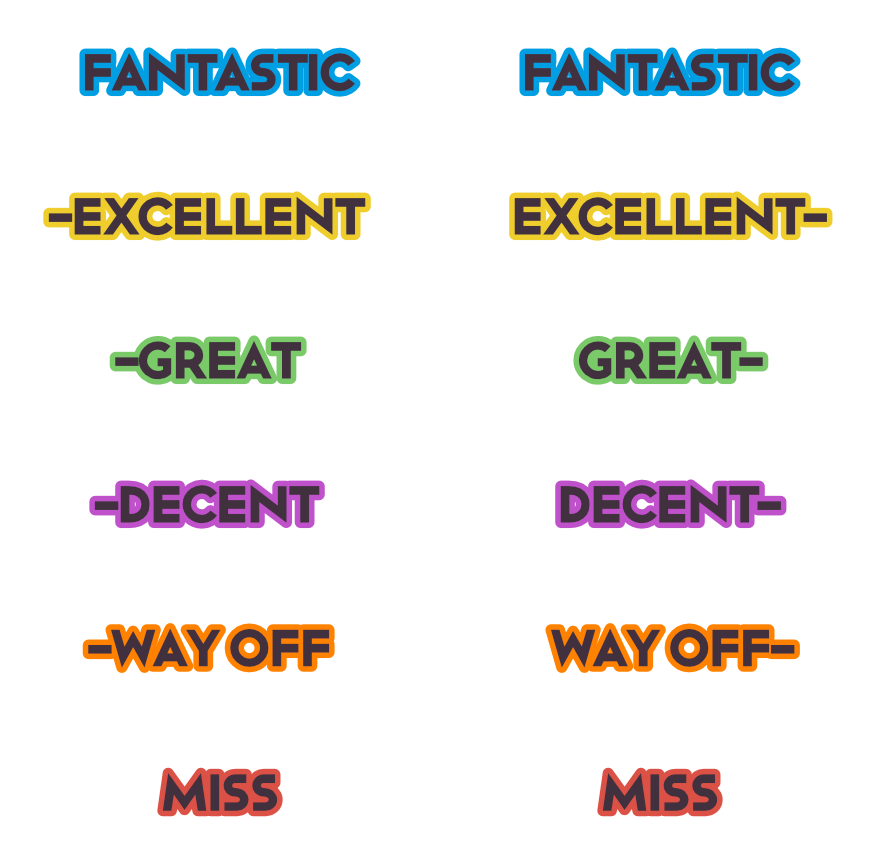 FANTASTIC FANTASTIC
-EXCELLENT EXCELLENT-
-GREAT GREAT-
-DECENT DECENT-
-WAY OFF WAY OFF-
MISS MISS